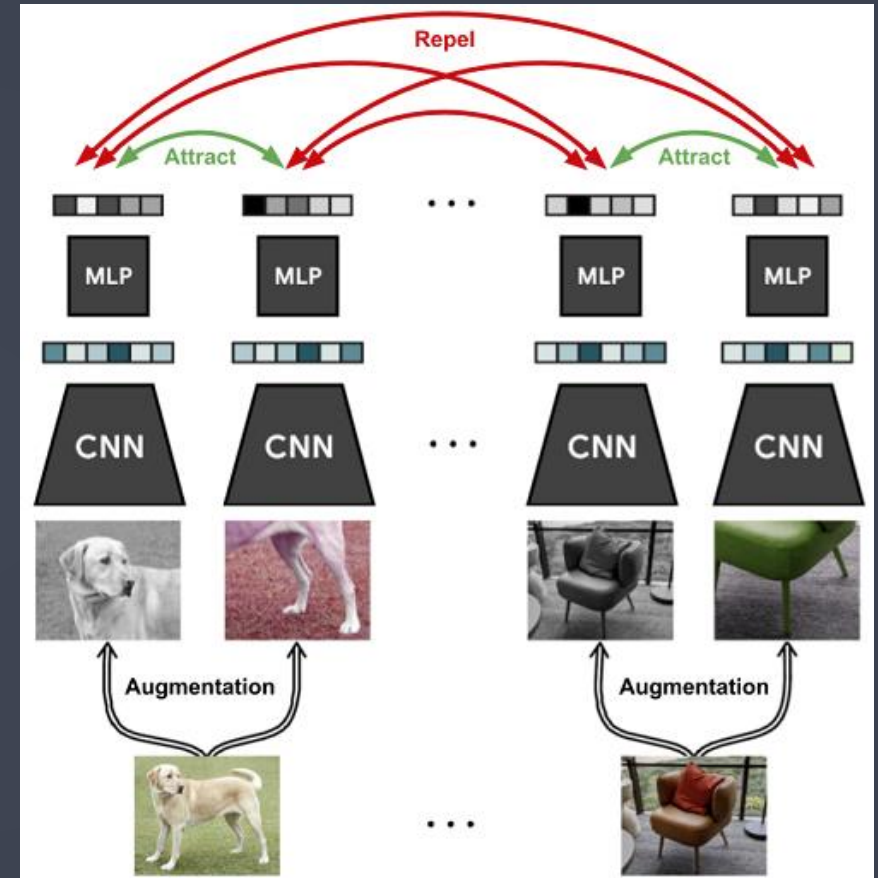 Repel
Attract
Attract
. . .
MLP
MLP
MLP
MLP
CNN
CNN
. . .
CNN
CNN
Augmentation
Augmentation
. . .